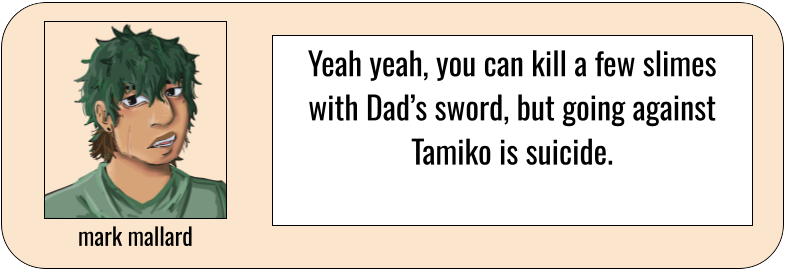 Yeah yeah, you can kill a few slimes
with Dad’s sword, but going against
Tamiko is suicide.
mark mallard